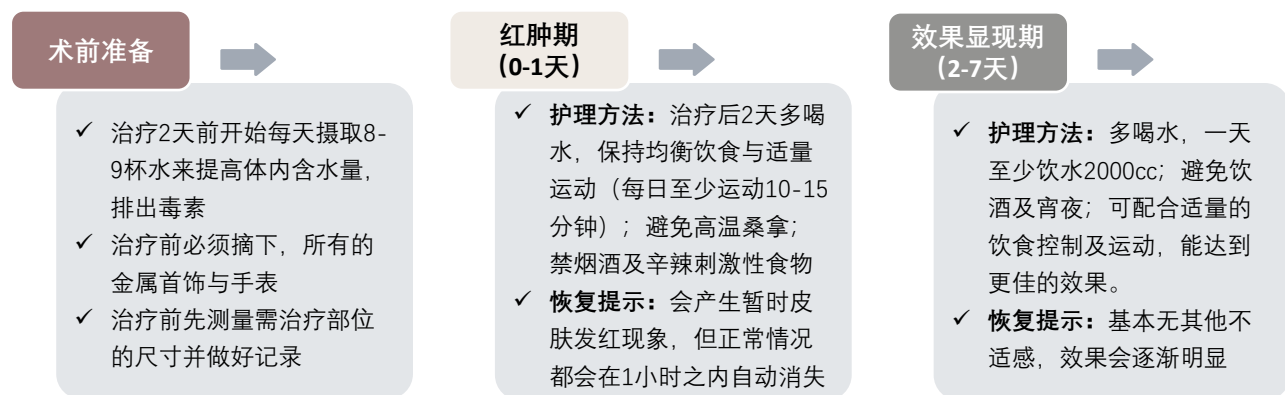 术前准备
治疗2天前开始每天摄取8-
9杯水来提高体内含水量，
排出毒素
治疗前必须摘下，所有的
金属首饰与手表
治疗前先测量需治疗部位
的尺寸并做好记录
红肿期
（0-1天）
护理方法：治疗后2天多喝
水，保持均衡饮食与适量
运动（每日至少运动10-15
分钟）；避免高温桑拿；
禁烟酒及辛辣刺激性食物
恢复提示：会产生暂时皮
肤发红现象，但正常情况
都会在1小时之内自动消失
效果显现期
（2-7天）
护理方法：多喝水，一天
至少饮水2000cc；避免饮
酒及宵夜；可配合适量的
饮食控制及运动，能达到
更佳的效果。
恢复提示：基本无其他不
适感，效果会逐渐明显